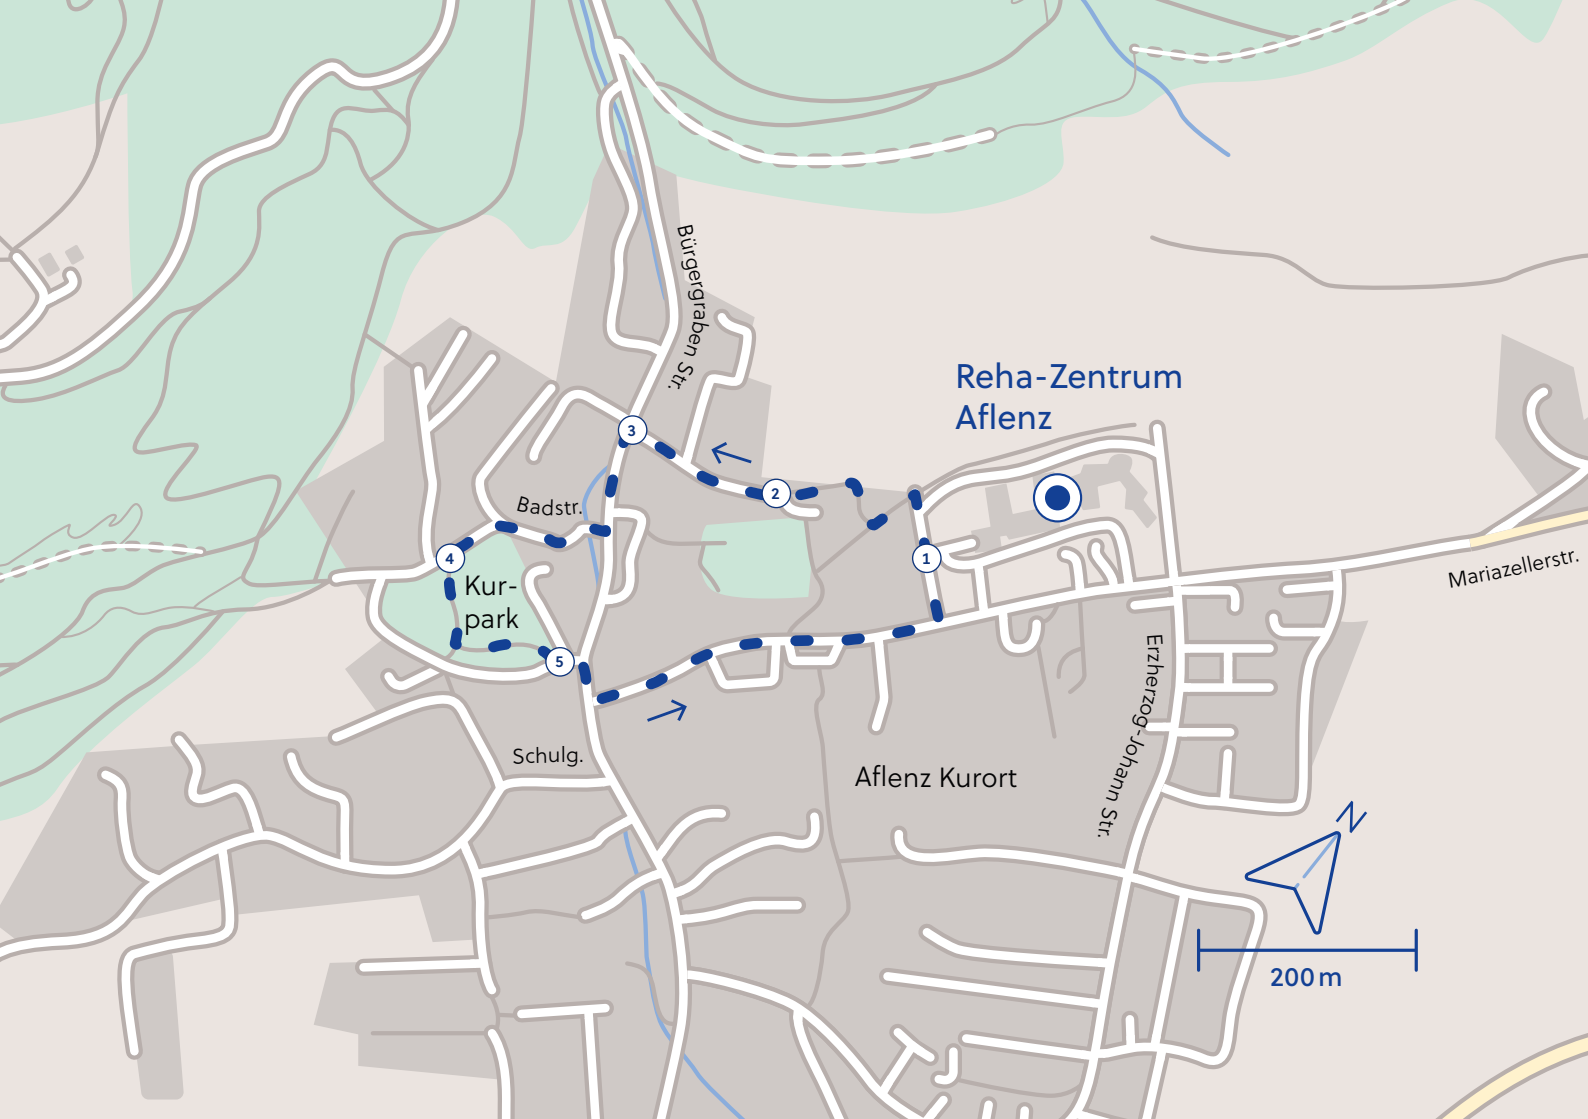 Bürgergraben Str.
Reha-Zentrum
Aflenz
3
2
Badstr.
4
1
Kur-
park
Mariazellerstr.
5
Erzherzog-Johann Str.
Schulg.
Aflenz Kurort
N
200 m